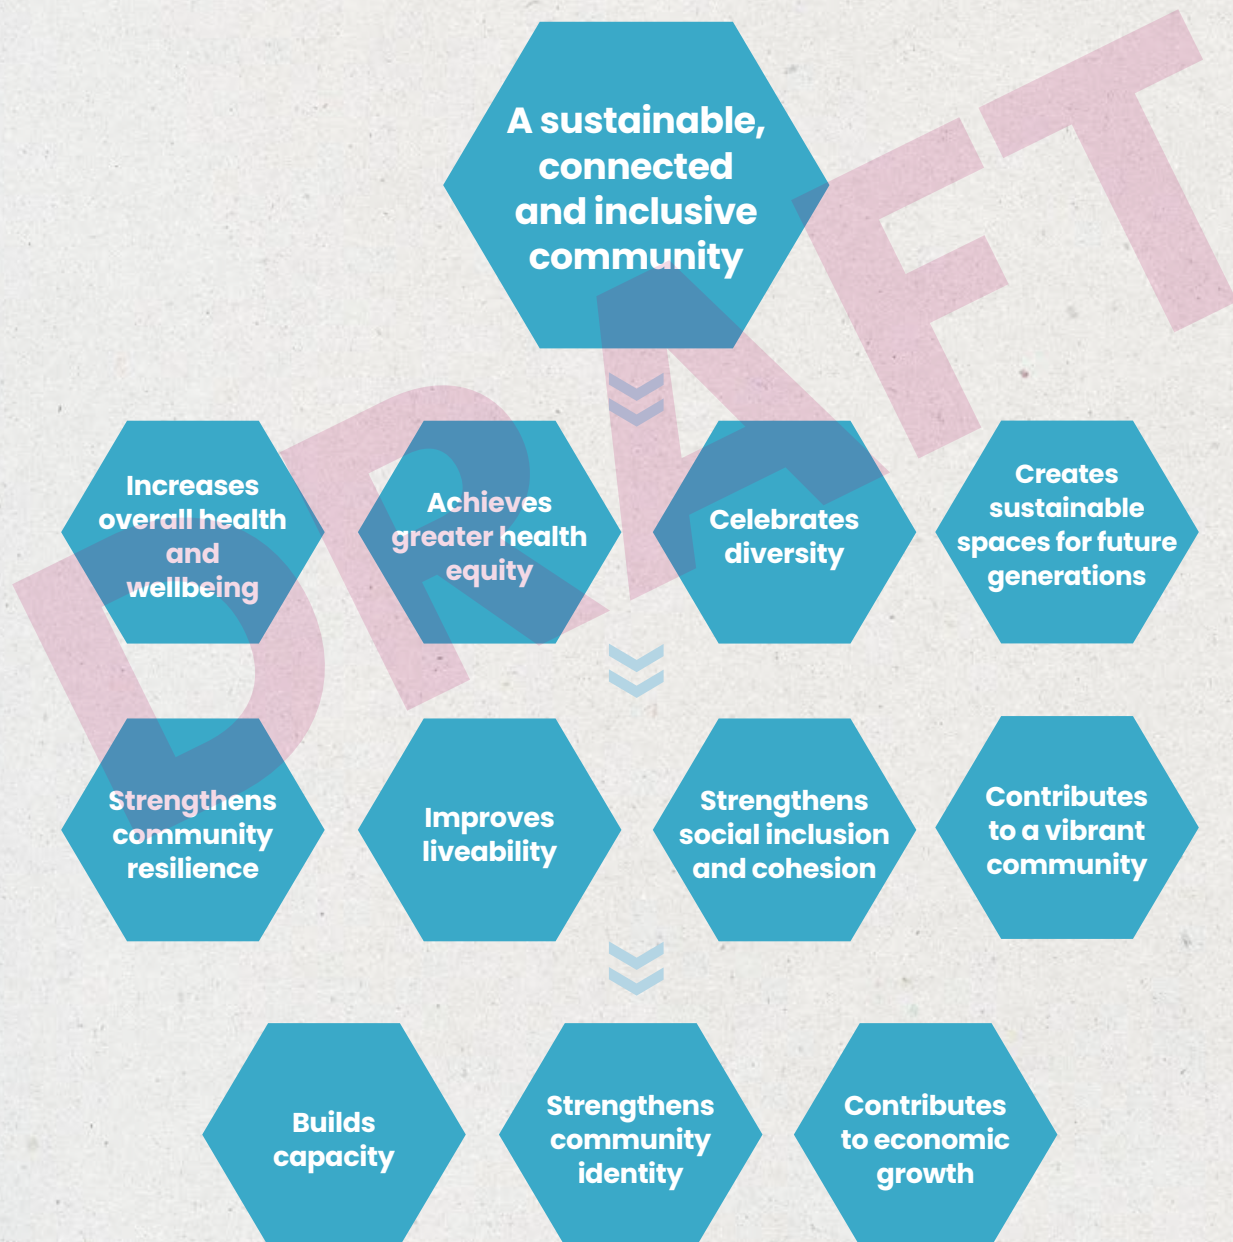 A sustainable,
connected
and inclusive
community
Increases
overall health
and
wellbeing
Achieves
greater health
equity
Celebrates
diversity
Creates
sustainable
spaces for future
generations
Strengthens
community
resilience
Improves
liveability
Strengthens
social inclusion
and cohesion
Contributes
to a vibrant
community
Builds
capacity
Strengthens
community
identity
Contributes
to economic
growth
DRAFT